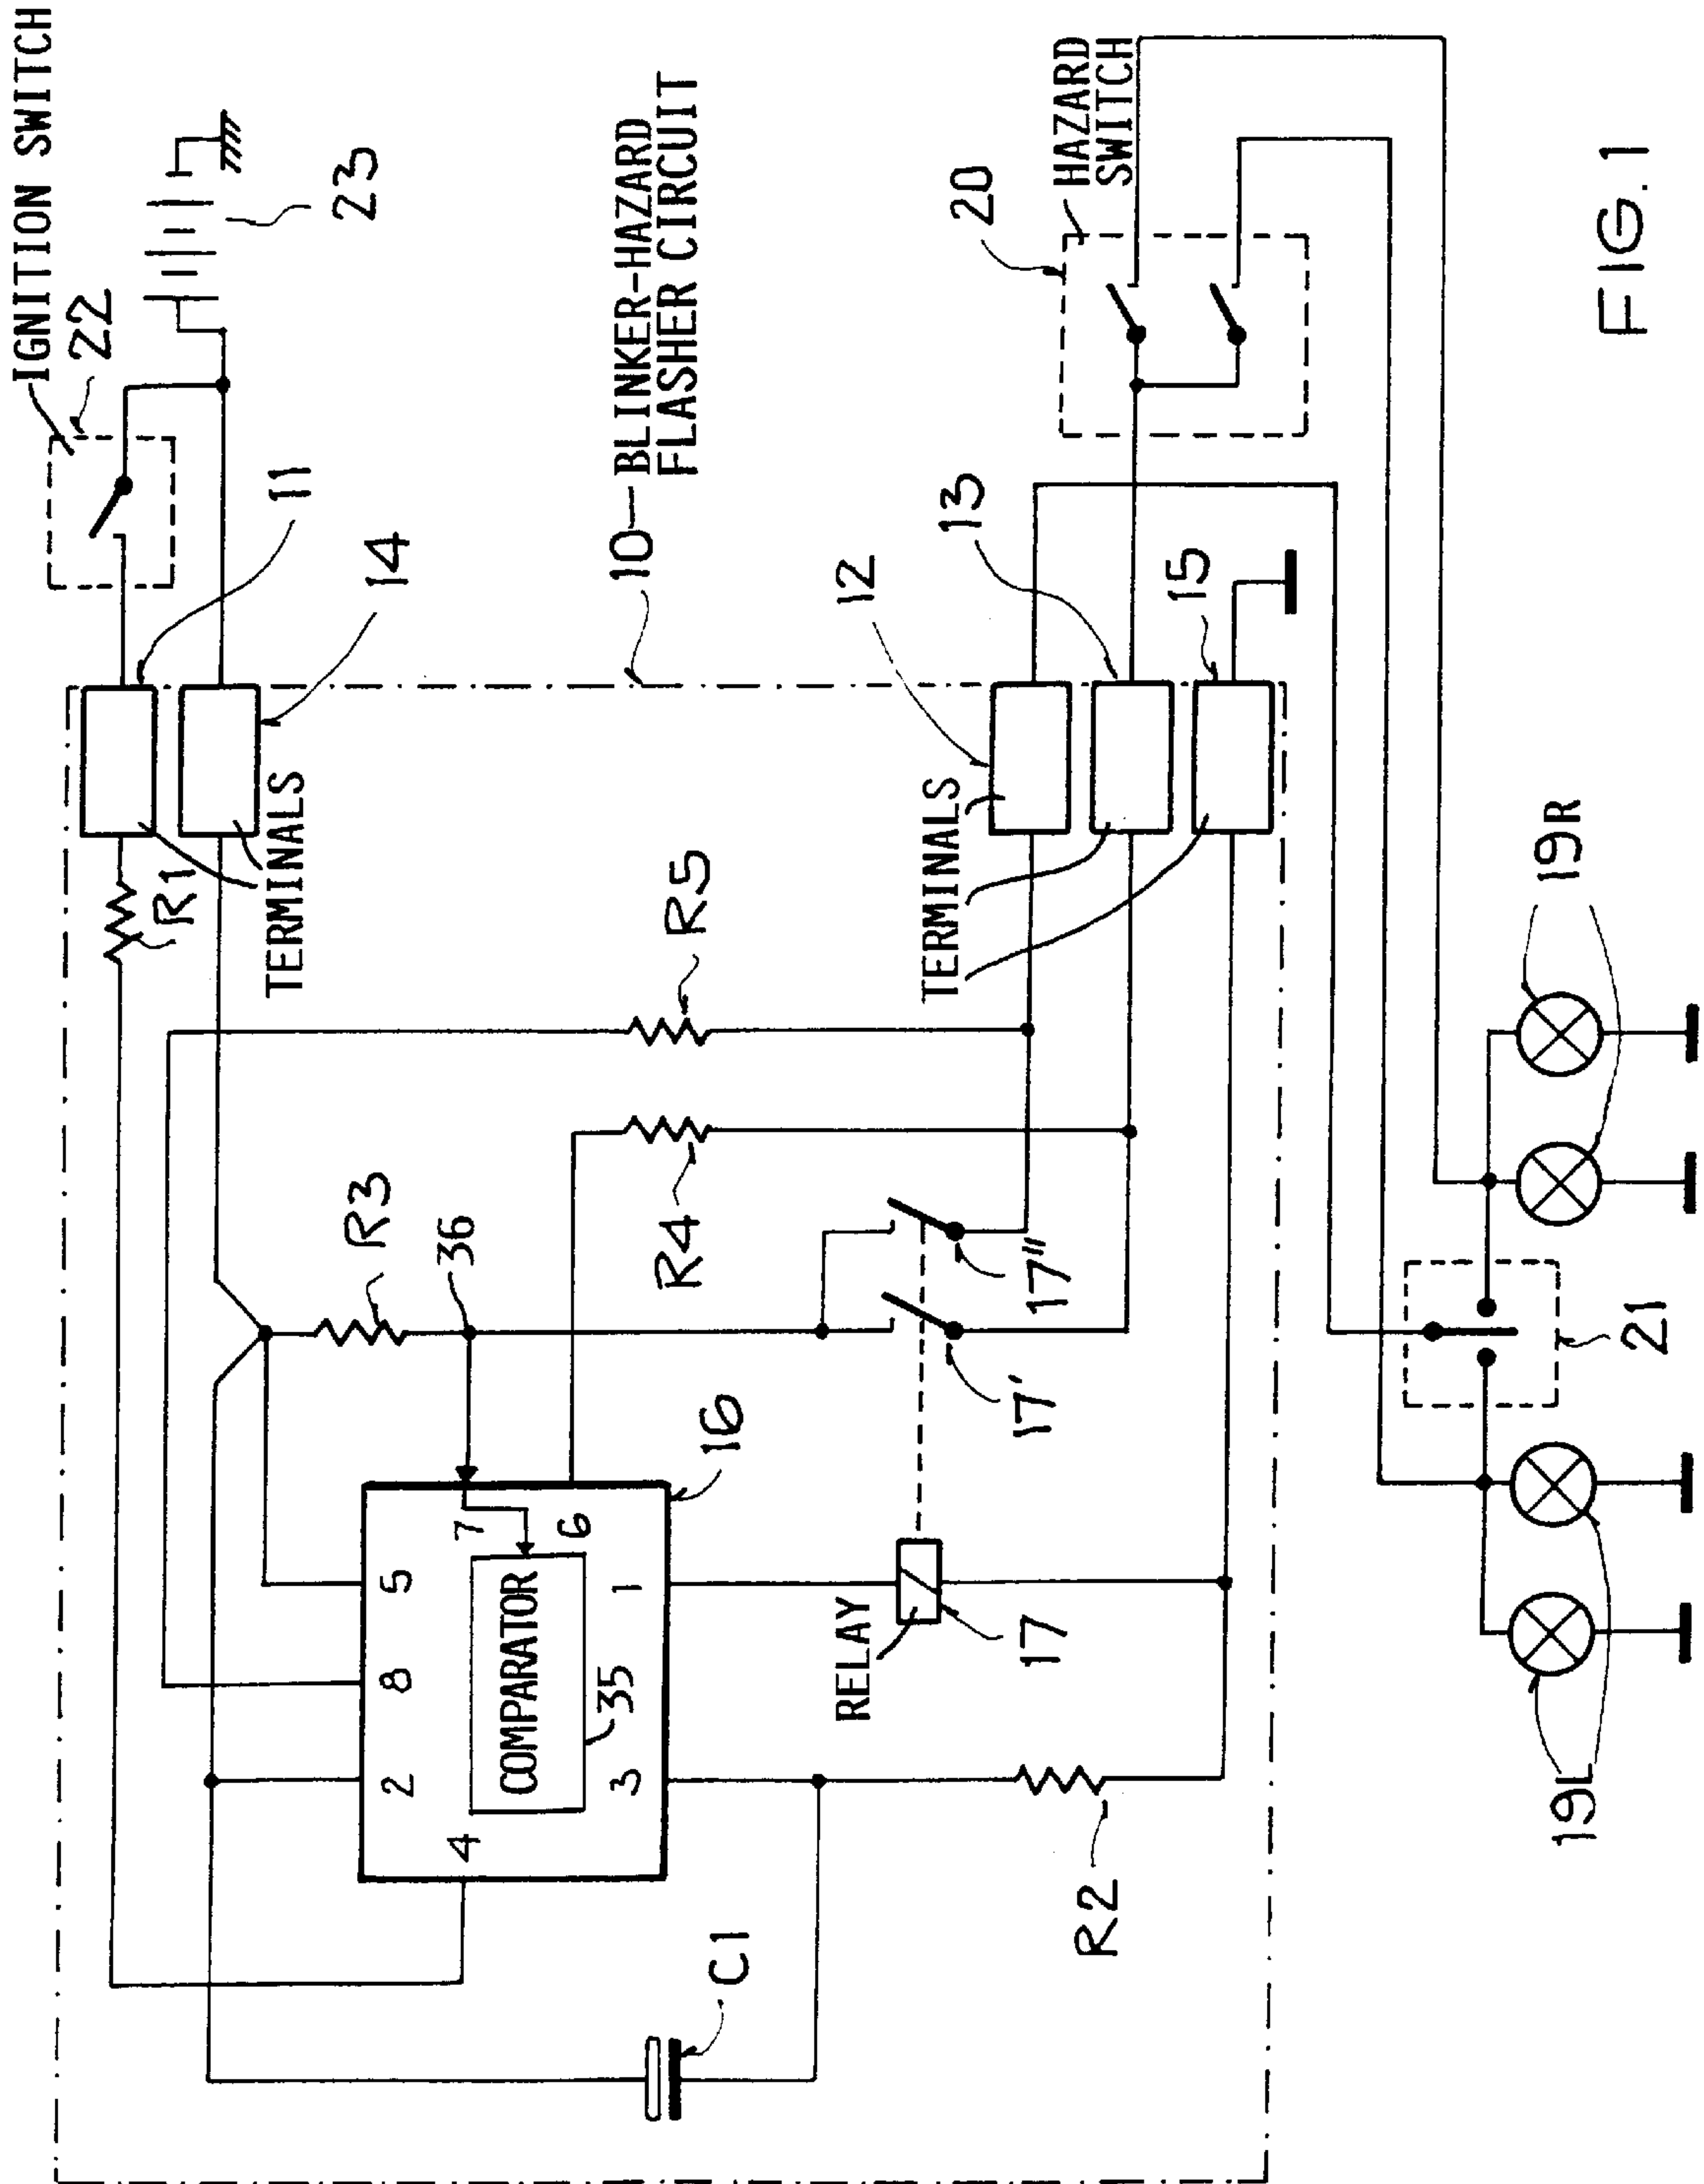 IGNITION SWITCH
22
23
11
14
R1
TERMINALS
10
BLINKER-HAZARD
FLASHER CIRCUIT
R5
R3
36
R4
2
8
5
4
7
COMPARATOR
35
6
3
1
16
C1
RELAY
17
17'
17"
R2
TERMINALS
12
13
15
20
HAZARD
SWITCH
19L
21
19R
FIG. 1